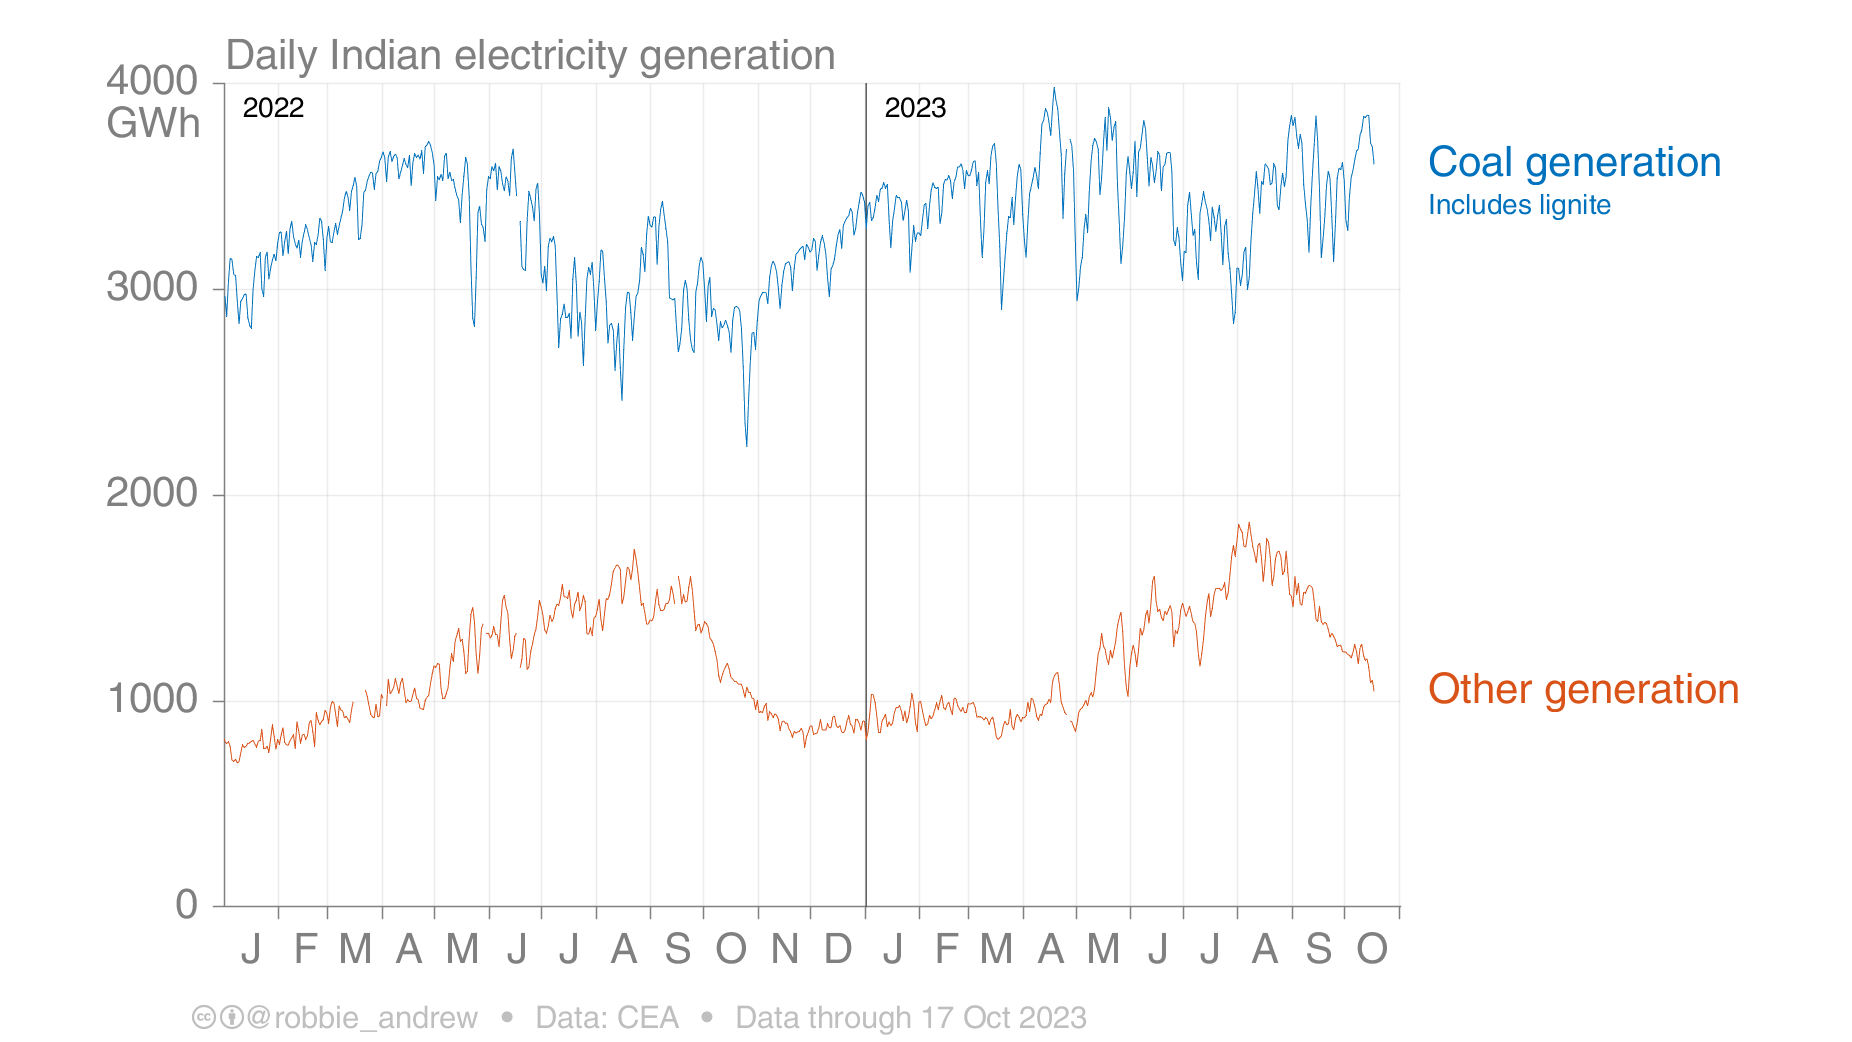 Daily Indian electricity generation
4000
GWh
2022
2023
Coal generation
Includes lignite
3000
2000
1000
Other generation
0
J F M A M J J A S O N D J F M A M J J A S O
@robbie_andrew • Data: CEA • Data through 17 Oct 2023